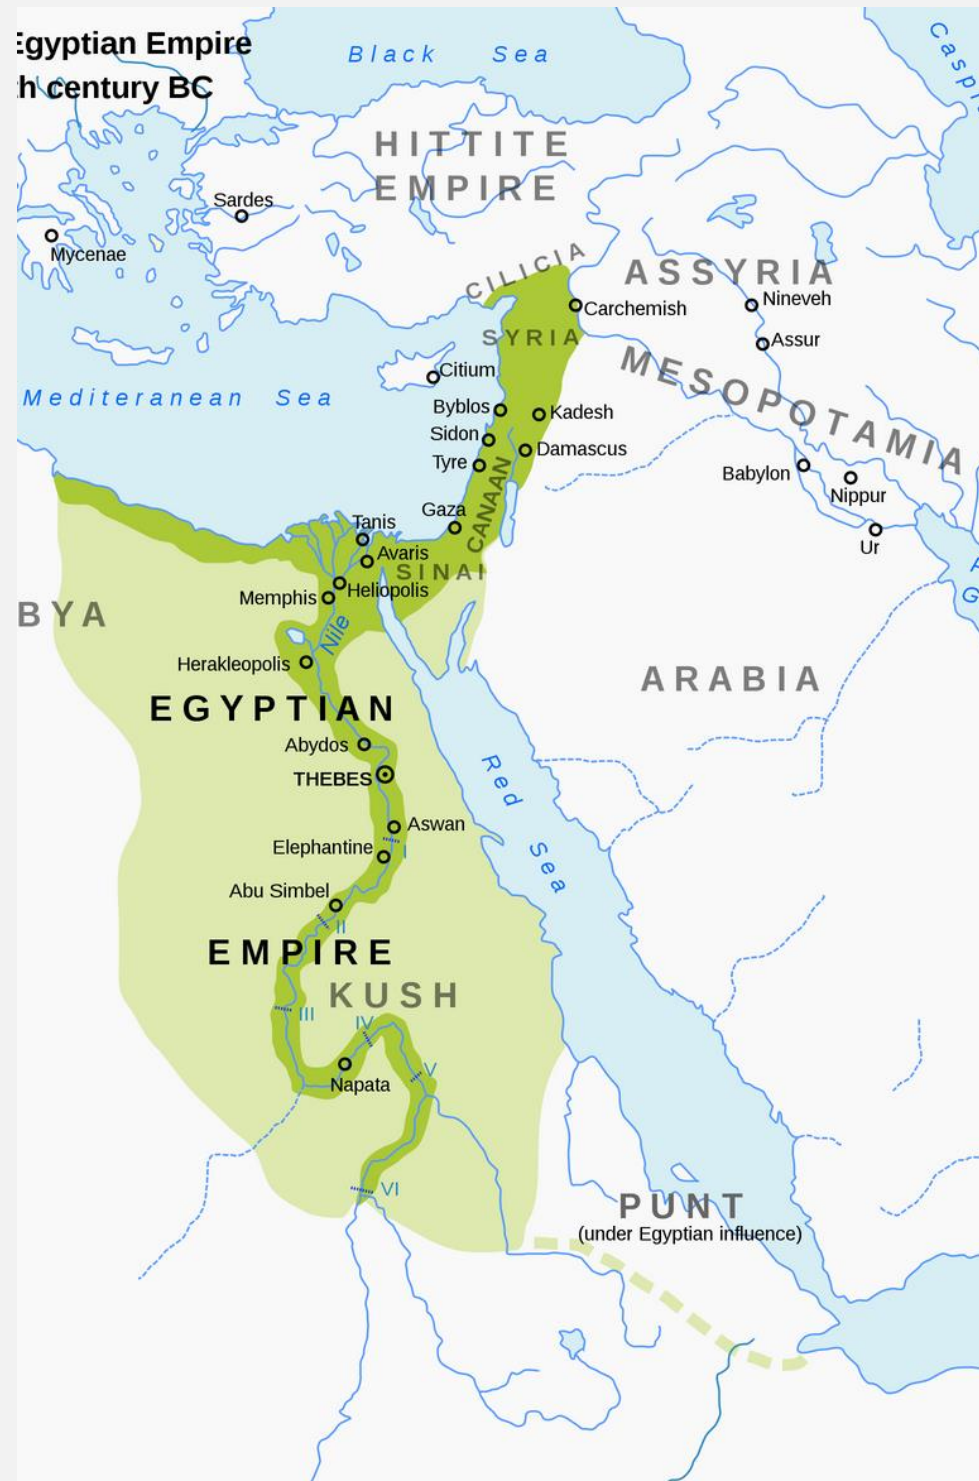 Egyptian Empire
h century BC
Black Sea
Casp
HITTITE
EMPIRE
Sardes
Mycenae
CILICIA
ASSYRIA
Carchemish
Nineveh
SYRIA
Assur
MESOPOTAMIA
Citium
Mediteranean Sea
Byblos
Kadesh
Sidon
Damascus
Tyre
Babylon
Nippur
CANAAN
Gaza
Tanis
Ur
Avaris
SINAI
Heliopolis
Memphis
G
BYA
Nile
Herakleopolis
ARABIA
EGYPTIAN
Abydos
THEBES
Red Sea
Aswan
Elephantine
I
Abu Simbel
II
EMPIRE
KUSH
III
IV
V
Napata
VI
PUNT
(under Egyptian influence)